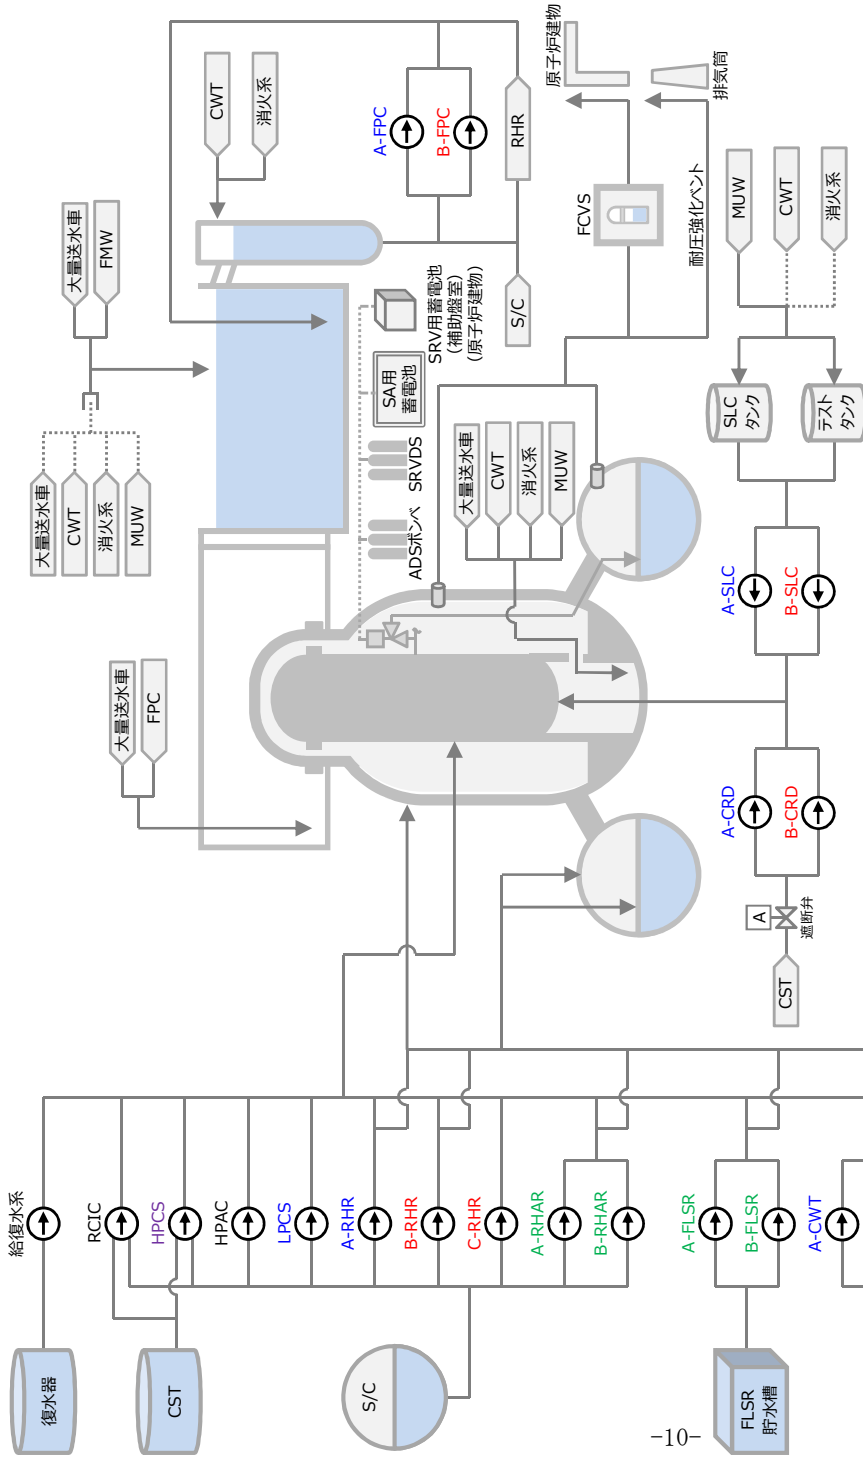 給復水系
RCIC
HPCS
HPAC
LPCS
A-RHR
B-RHR
C-RHR
A-RHAR
B-RHAR
A-FLSR
B-FLSR
A-CWT
復水器
CST
S/C
FLSR
貯水槽
大量送水車
FPC
大量送水車
CWT
消火系
MUW
大量送水車
FMW
CWT
消火系
A-FPC
B-FPC
RHR
S/C
SRV用蓄電池
(補助盤室)
(原子炉建物)
SA用
蓄電池
SRVDS
ADSボンベ
大量送水車
CWT
消火系
MUW
FCVS
原子炉建物
排気筒
耐圧強化ベント
MUW
CWT
消火系
SLC
タンク
テスト
タンク
A-SLC
B-SLC
A-CRD
B-CRD
A
遮断弁
CST
-10-